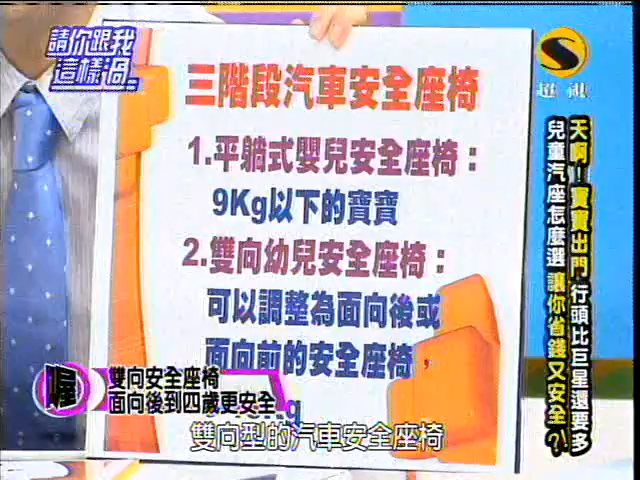 請你跟我
這樣過
超視
三階段汽車安全座椅
1.平躺式嬰兒安全座椅：
9Kg以下的寶寶
2.雙向幼兒安全座椅：
可以調整為面向後或
面向前的安全座椅，
g
喔
雙向安全座椅
面向後到四歲更安全
雙向型的汽車安全座椅
天啊！寶寶出門 行頭比巨星還要多
兒童汽座怎麼選 讓你省錢又安全？！